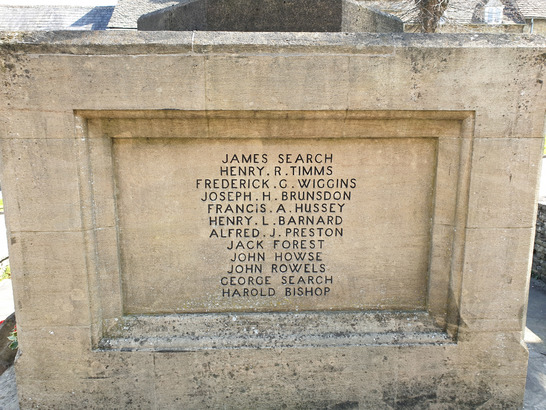 JAMES SEARCH
HENRY. R. TIMMS
FREDERICK. G. WIGGINS
JOSEPH. H. BRUNSDON
FRANCIS. A. HUSSEY
HENRY. L. BARNARD
ALFRED. J. PRESTON
JACK FOREST
JOHN HOWSE
JOHN ROWELS
GEORGE SEARCH
HAROLD BISHOP